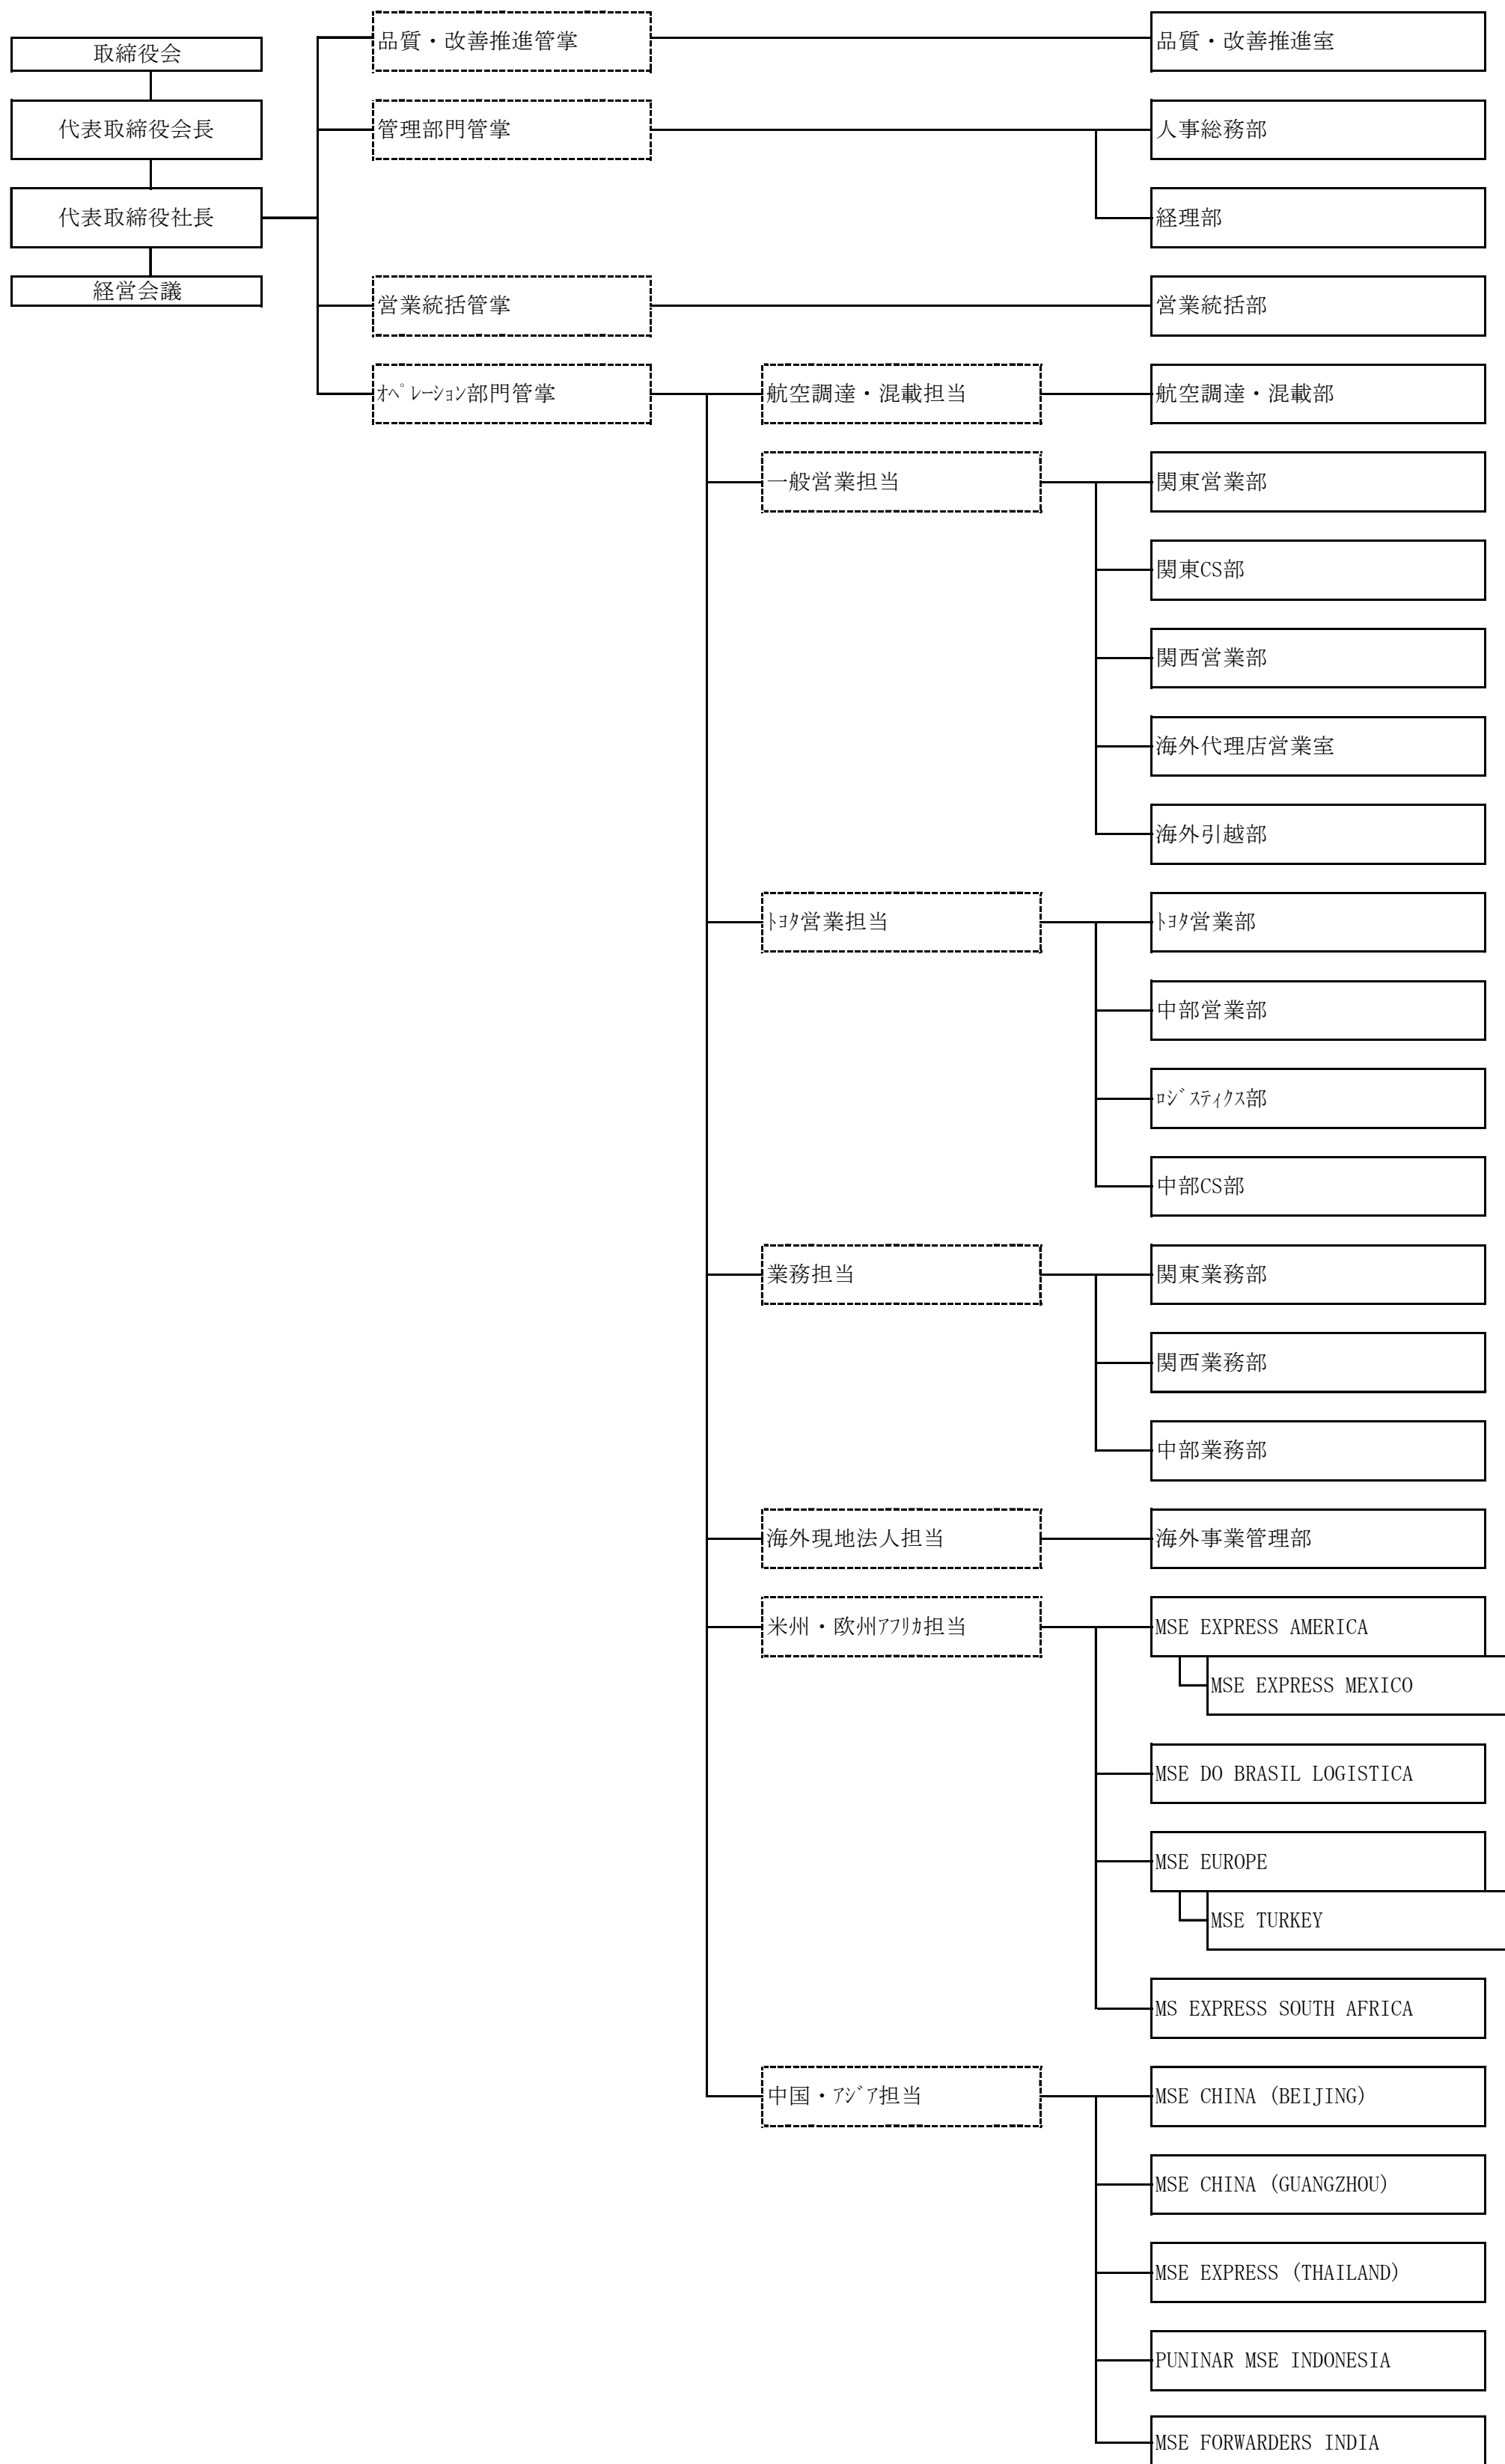 取締役会
代表取締役会長
代表取締役社長
経営会議
品質・改善推進管掌
品質・改善推進室
管理部門管掌
人事総務部
経理部
営業統括管掌
営業統括部
ｵﾍﾟﾚｰｼｮﾝ部門管掌
航空調達・混載担当
航空調達・混載部
一般営業担当
関東営業部
関東CS部
関西営業部
海外代理店営業室
海外引越部
ﾄﾖﾀ営業担当
ﾄﾖﾀ営業部
中部営業部
ﾛｼﾞｽﾃｨｸｽ部
中部CS部
業務担当
関東業務部
関西業務部
中部業務部
海外現地法人担当
海外事業管理部
米州・欧州ｱﾌﾘｶ担当
MSE EXPRESS AMERICA
MSE EXPRESS MEXICO
MSE DO BRASIL LOGISTICA
MSE EUROPE
MSE TURKEY
MS EXPRESS SOUTH AFRICA
中国・ｱｼﾞｱ担当
MSE CHINA (BEIJING)
MSE CHINA (GUANGZHOU)
MSE EXPRESS (THAILAND)
PUNINAR MSE INDONESIA
MSE FORWARDERS INDIA